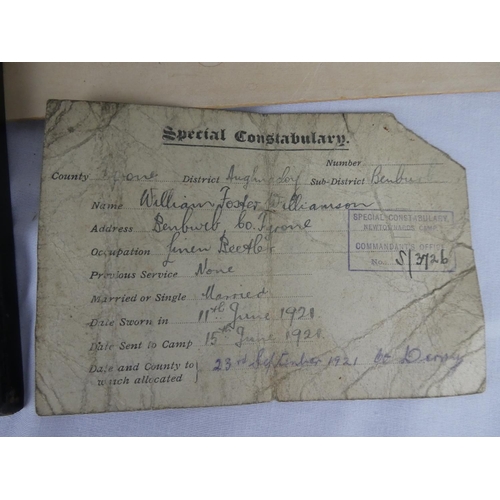 Special Constabulary.
Number
County Tyrone District Aughnacloy Sub-District Benburb
Name William Foster Williamson
Address Benburb Co. Tyrone
Occupation Linen Beetler
Previous Service None
Married or Single Married
Date Sworn in 11th June 1921
Date Sent to Camp 15th June 1921
Date and County to which allocated 23rd September 1921 Co Derry
SPECIAL CONSTABULARY
NEWTOWNARDS CAMP
COMMANDANT'S OFFICE
No. S/3726